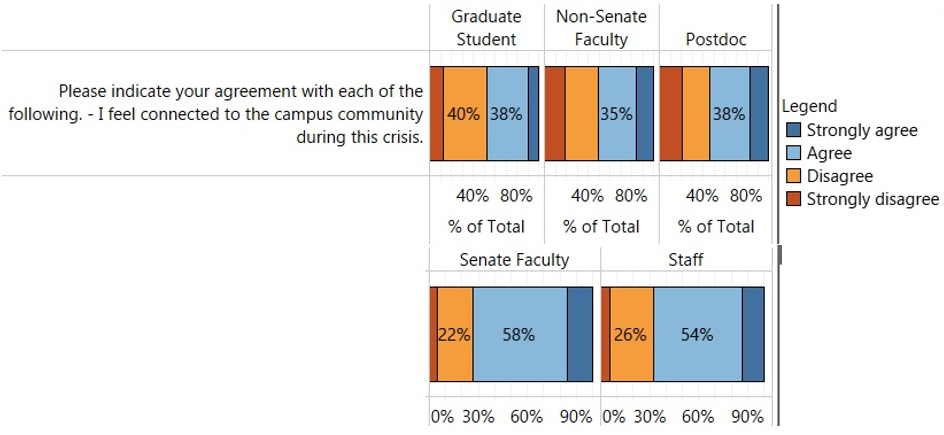 Graduate Student
Non-Senate Faculty
Postdoc
Please indicate your agreement with each of the
following. - I feel connected to the campus community
during this crisis.
40% 38%
35%
38%
Legend
Strongly agree
Agree
Disagree
Strongly disagree
40% 80%
40% 80%
40% 80%
% of Total
% of Total
% of Total
Senate Faculty
Staff
22% 58%
26% 54%
0% 30% 60% 90%
0% 30% 60% 90%